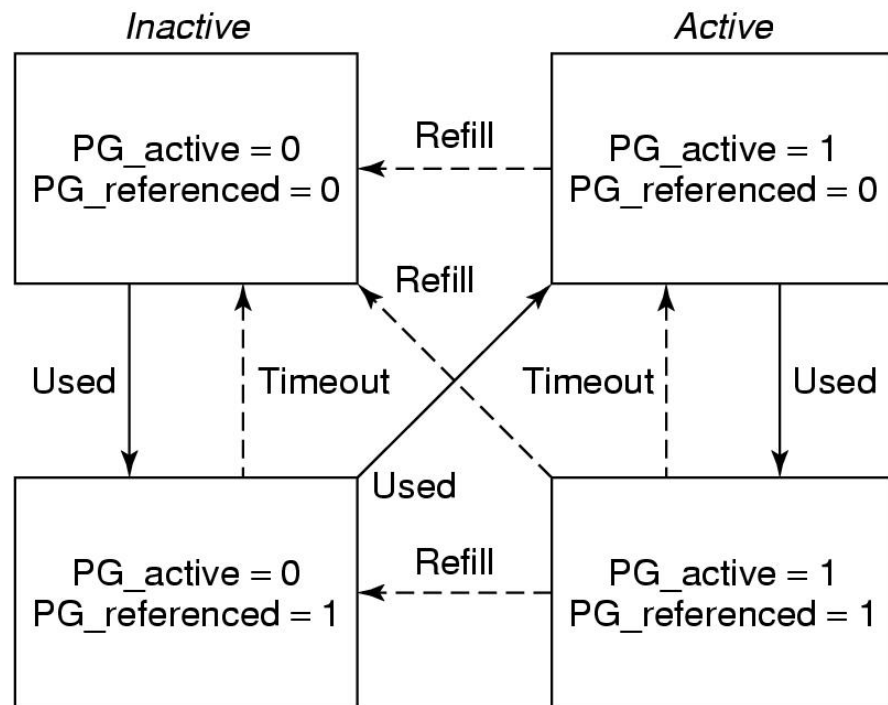 Inactive
Active
PG_active = 0
PG_referenced = 0
Refill
PG_active = 1
PG_referenced = 0
Refill
Used
Timeout
Timeout
Used
Used
PG_active = 0
PG_referenced = 1
Refill
PG_active = 1
PG_referenced = 1